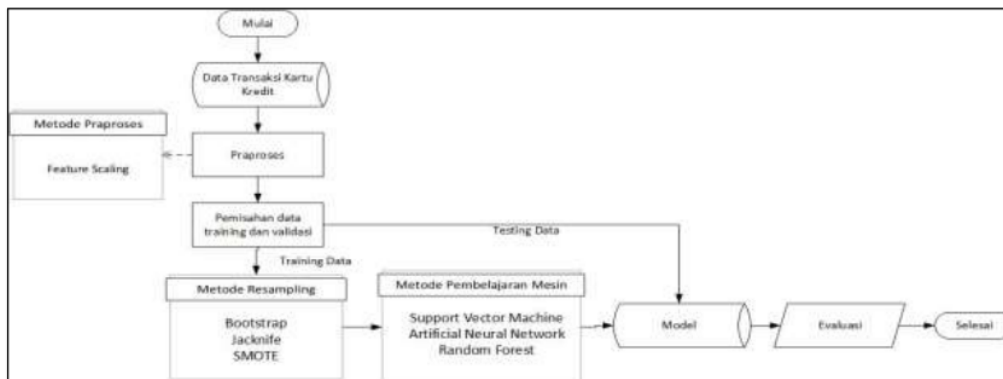 Mulai
Data Transaksi Kartu
Kredit
Metode Praproses
Feature Scaling
Praproses
Pemisahan data
training dan validasi
Testing Data
Training Data
Metode Resampling
Bootstrap
Jacknife
SMOTE
Metode Pembelajaran Mesin
Support Vector Machine
Artificial Neural Network
Random Forest
Model
Evaluasi
Selesai